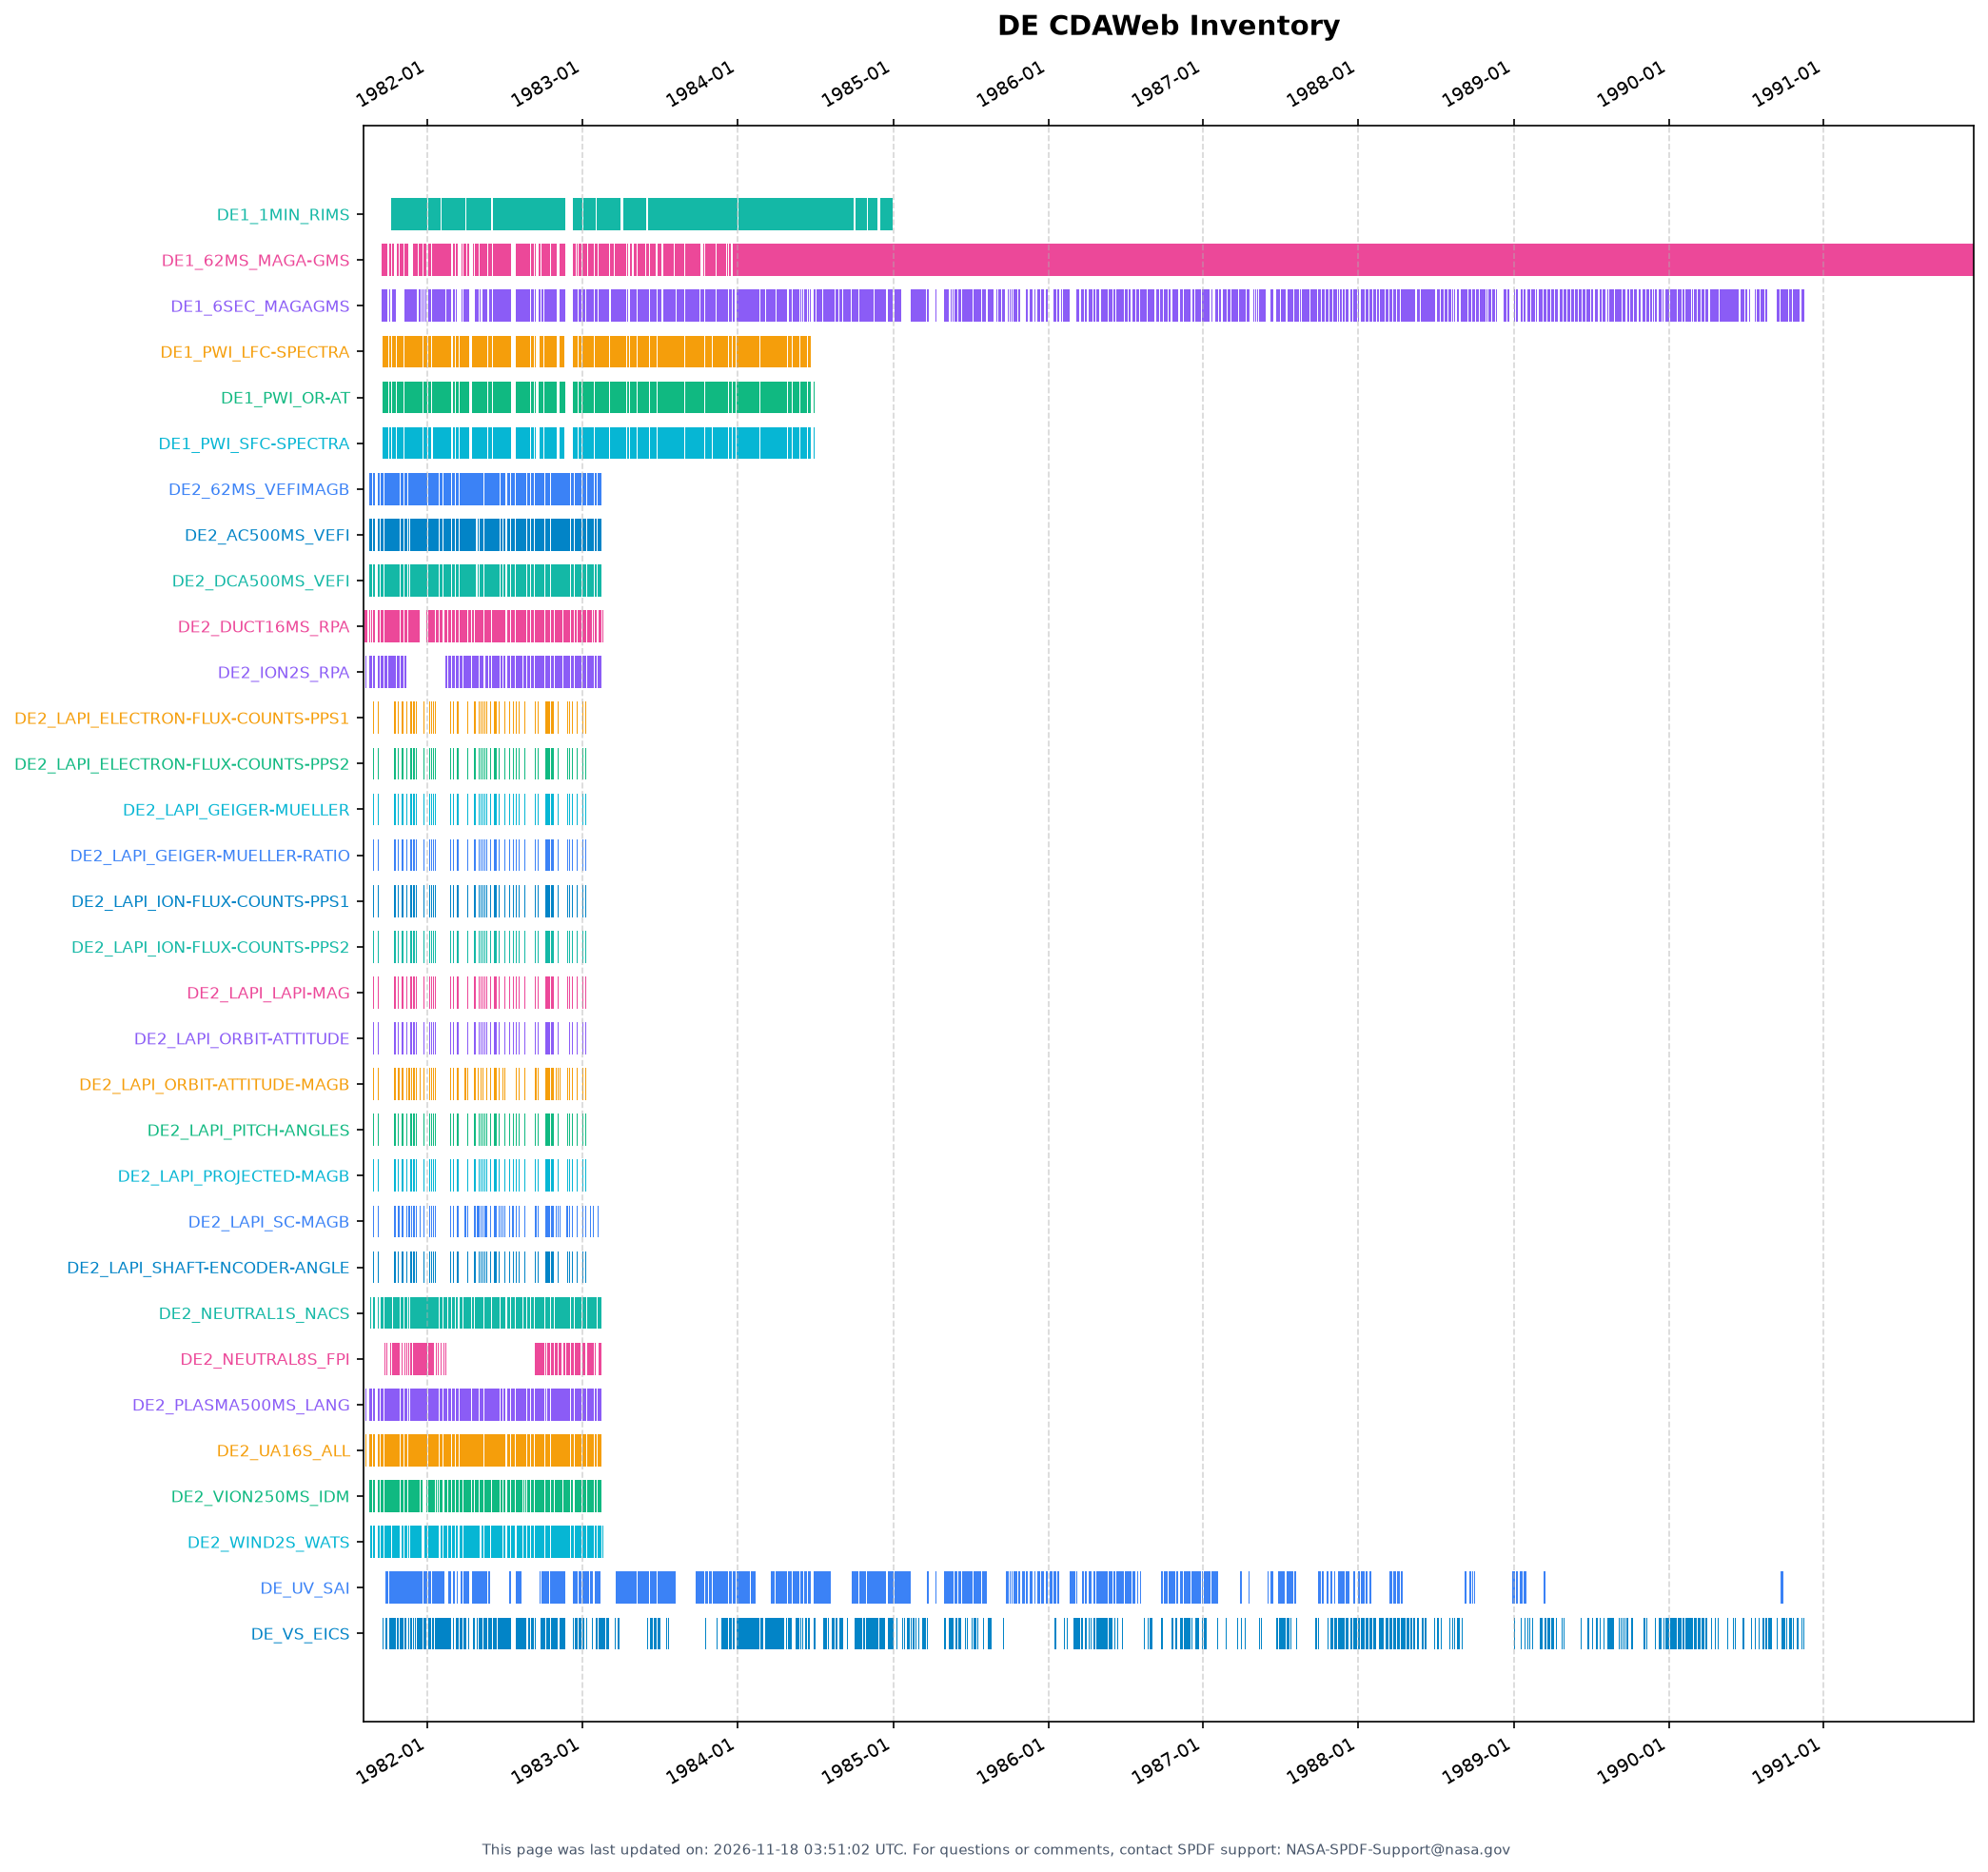 DE CDAWeb Inventory
1982-01 1983-01 1984-01 1985-01 1986-01 1987-01 1988-01 1989-01 1990-01 1991-01
DE1_1MIN_RIMS
DE1_62MS_MAGA-GMS
DE1_6SEC_MAGAGMS
DE1_PWI_LFC-SPECTRA
DE1_PWI_OR-AT
DE1_PWI_SFC-SPECTRA
DE2_62MS_VEFIMAGB
DE2_AC500MS_VEFI
DE2_DCA500MS_VEFI
DE2_DUCT16MS_RPA
DE2_ION2S_RPA
DE2_LAPI_ELECTRON-FLUX-COUNTS-PPS1
DE2_LAPI_ELECTRON-FLUX-COUNTS-PPS2
DE2_LAPI_GEIGER-MUELLER
DE2_LAPI_GEIGER-MUELLER-RATIO
DE2_LAPI_ION-FLUX-COUNTS-PPS1
DE2_LAPI_ION-FLUX-COUNTS-PPS2
DE2_LAPI_LAPI-MAG
DE2_LAPI_ORBIT-ATTITUDE
DE2_LAPI_ORBIT-ATTITUDE-MAGB
DE2_LAPI_PITCH-ANGLES
DE2_LAPI_PROJECTED-MAGB
DE2_LAPI_SC-MAGB
DE2_LAPI_SHAFT-ENCODER-ANGLE
DE2_NEUTRAL1S_NACS
DE2_NEUTRAL8S_FPI
DE2_PLASMA500MS_LANG
DE2_UA16S_ALL
DE2_VION250MS_IDM
DE2_WIND2S_WATS
DE_UV_SAI
DE_VS_EICS
1982-01 1983-01 1984-01 1985-01 1986-01 1987-01 1988-01 1989-01 1990-01 1991-01
This page was last updated on: 2026-11-18 03:51:02 UTC. For questions or comments, contact SPDF support: NASA-SPDF-Support@nasa.gov